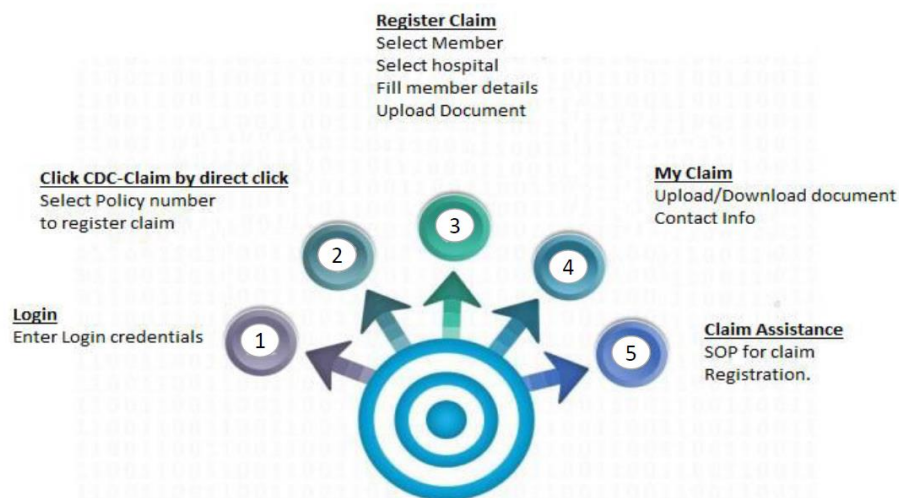 Register Claim
Select Member
Select hospital
Fill member details
Upload Document
Click CDC-Claim by direct click
Select Policy number
to register claim
My Claim
Upload/Download document
Contact Info
3
2
4
Login
Enter Login credentials
1
5
Claim Assistance
SOP for claim
Registration.